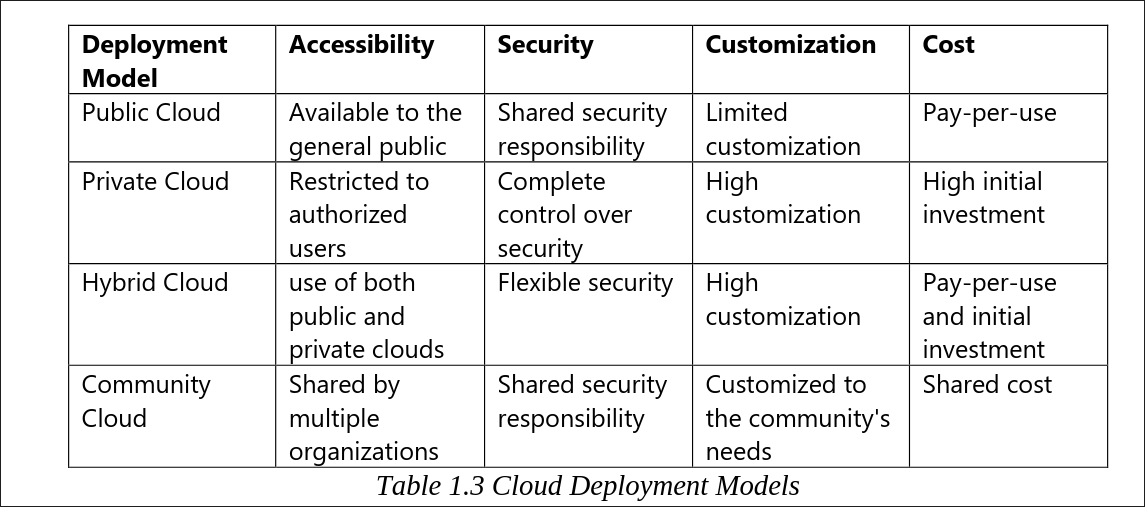 Deployment Model
Accessibility
Security
Customization
Cost
Public Cloud
Available to the
general public
Shared security
responsibility
Limited
customization
Pay-per-use
Private Cloud
Restricted to
authorized
users
Complete
control over
security
High
customization
High initial
investment
Hybrid Cloud
use of both
public and
private clouds
Flexible security
High
customization
Pay-per-use
and initial
investment
Community
Cloud
Shared by
multiple
organizations
Shared security
responsibility
Customized to
the community's
needs
Shared cost
Table 1.3 Cloud Deployment Models